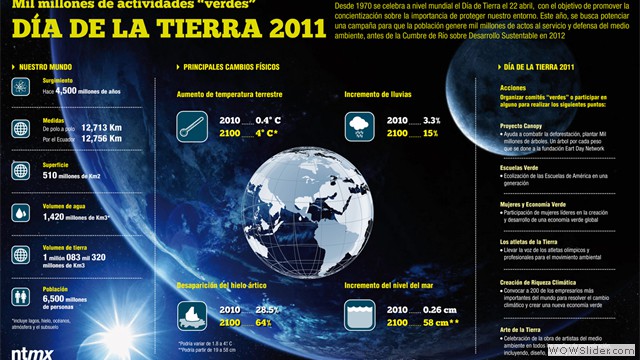 Mil millones de actividades "verdes"
DÍA DE LA TIERRA 2011
Desde 1970 se celebra a nivel mundial el Día de Tierra el 22 abril, con el objetivo de promover la
concientización sobre la importancia de proteger nuestro entorno. Este año, se busca potenciar
una campaña para que la población genere mil millones de actos al servicio y defensa del medio
ambiente, antes de la Cumbre de Río sobre Desarrollo Sustentable en 2012
NUESTRO MUNDO
Surgimiento
Hace 4,500 millones de años
Medidas
De polo a polo 12,713 Km
Por el Ecuador 12,756 Km
Superficie
510 millones de Km2
Volumen de agua
1,420 millones de Km3*
Volumen de tierra
1 millón 083 mil 320
millones de Km3
Población
6,500 millones
de personas
*Incluye lagos, hielo, océanos,
atmósfera y el subsuelo
ntmx
PRINCIPALES CAMBIOS FÍSICOS
Aumento de temperatura terrestre
2010 ..... 0.4° C
2100 ..... 4° C*
Incremento de lluvias
2010 ..... 3.3%
2100 ..... 15%
Desaparición del hielo ártico
2010 ..... 28.5%
2100 ..... 64%
Incremento del nivel del mar
2010 ..... 0.26 cm
2100 ..... 58 cm**
*Podría variar de 1.8 a 4° C
**Podría partir de 19 a 58 cm
DÍA DE LA TIERRA 2011
Acciones
Organizar comités "verdes" o participar en
alguno para realizar los siguientes puntos:
Proyecto Canopy
• Ayuda a combatir la deforestación, plantar Mil
millones de árboles. Un árbol por cada peso
que se done a la fundación Eart Day Network
Escuelas Verde
• Ecolización de las Escuelas de América en una
generación
Mujeres y Economía Verde
• Participación de mujeres líderes en la creación
y desarrollo de una economía verde global
Los atletas de la Tierra
• Llevar la voz de los atletas olímpicos y
profesionales para el movimiento ambiental
Creación de Riqueza Climática
• Convocar a 200 de los empresarios más
importantes del mundo para resolver el cambio
climático y crear una nueva economía verde
Arte de la Tierra
• Celebración de la obra de artistas del medio
ambiente en todo
WOWSlider.com